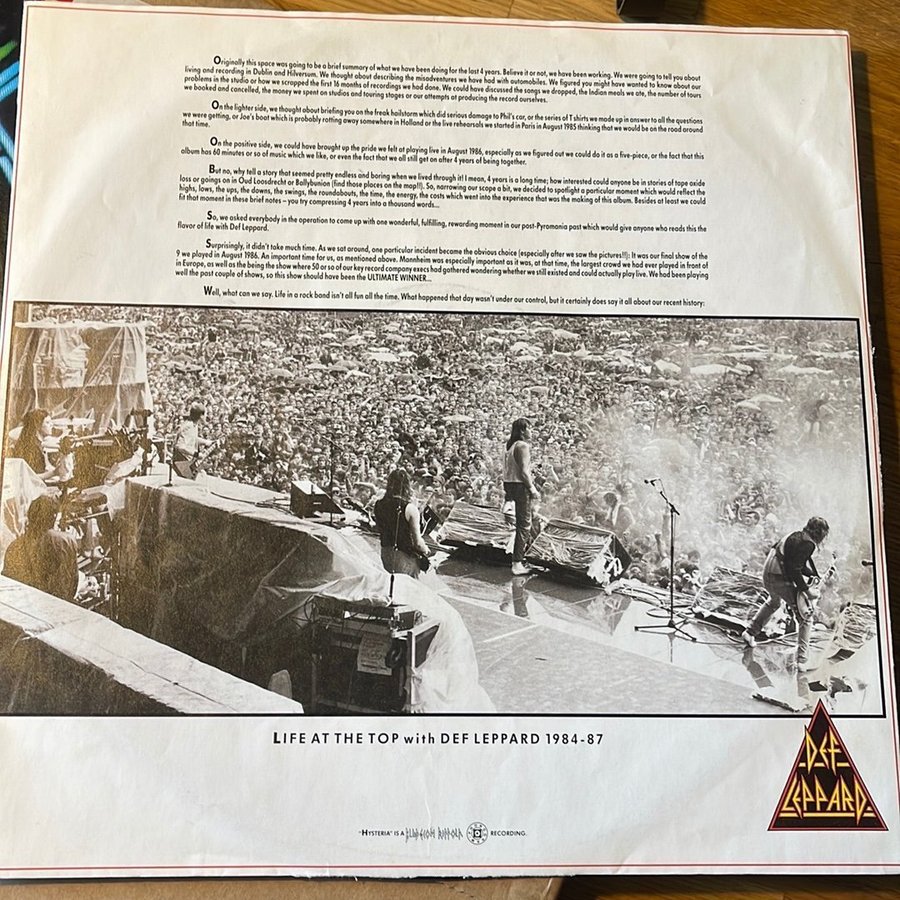 Originally this space was going to be a brief summary of what we have been doing for the last 4 years. Believe it or not, we have been working. We were going to tell you about
living and recording in Dublin and Hilversum. We thought about describing the misadventures we have had with automobiles. We figured you might have wanted to know about our
problems in the studio or how we scrapped the first 16 months of recordings we had done. We could have discussed the songs we dropped, the Indian meals we ate, the number of tours
we booked and cancelled, the money we spent on studios and touring stages or our attempts at producing the record ourselves.
On the lighter side, we thought about briefing you on the freak hailstorm which did serious damage to Phil's car, or the series of T shirts we made up in answer to all the questions
we were getting, or Joe's boat which is probably rotting away somewhere in Holland or the live rehearsals we started in Paris in August 1985 thinking that we would be on the road around
that time.
On the positive side, we could have brought up the pride we felt at playing live in August 1986, especially as we figured out we could do it as a five-piece, or the fact that this
album has 60 minutes or so of music which we like, or even the fact that we all still get on after 4 years of being together.
But no, why tell a story that seemed pretty endless and boring when we lived through it! I mean, 4 years is a long time; how interested could anyone be in stories of tape oxide
loss or goings on in Oud Loosdrecht or Ballybunion (find those places on the map!!). So, narrowing our scope a bit, we decided to spotlight a particular moment which would reflect the
highs, lows, the ups, the downs, the swings, the roundabouts, the time, the energy, the costs which went into the experience that was the making of this album. Besides at least we could
fit that moment in these brief notes – you try compressing 4 years into a thousand words...
So, we asked everybody in the operation to come up with one wonderful, fulfilling, rewarding moment in our post-Pyromania past which would give anyone who reads this the
flavor of life with Def Leppard.
Surprisingly, it didn't take much time. As we sat around, one particular incident became the obvious choice (especially after we saw the pictures!!): It was our final show of the
9 we played in August 1986. An important time for us, as mentioned above. Mannheim was especially important as it was, at that time, the largest crowd we had ever played in front of
in Europe, as well as the being the show where 50 or so of our key record company execs had gathered wondering whether we still existed and could actually play live. We had been playing
well the past couple of shows, so this show should have been the ULTIMATE WINNER...
Well, what can we say. Life in a rock band isn't all fun all the time. What happened that day wasn't under our control, but it certainly does say it all about our recent history:
LIFE AT THE TOP with DEF LEPPARD 1984-87
DEF
LEPPARD
"HYSTERIA" IS A BLUDGEON RIFFOLA RECORDING.